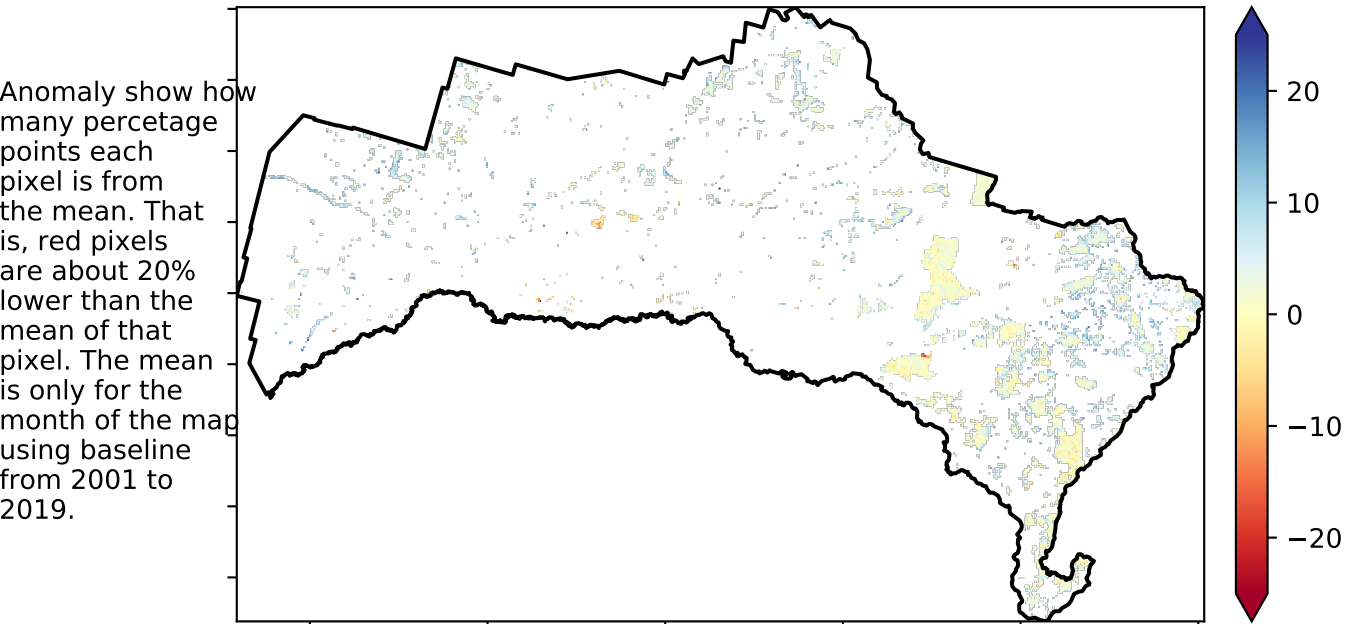 Anomaly show how
many percetage
points each
pixel is from
the mean. That
is, red pixels
are about 20%
lower than the
mean of that
pixel. The mean
is only for the
month of the map
using baseline
from 2001 to
2019.
20
10
0
−10
−20